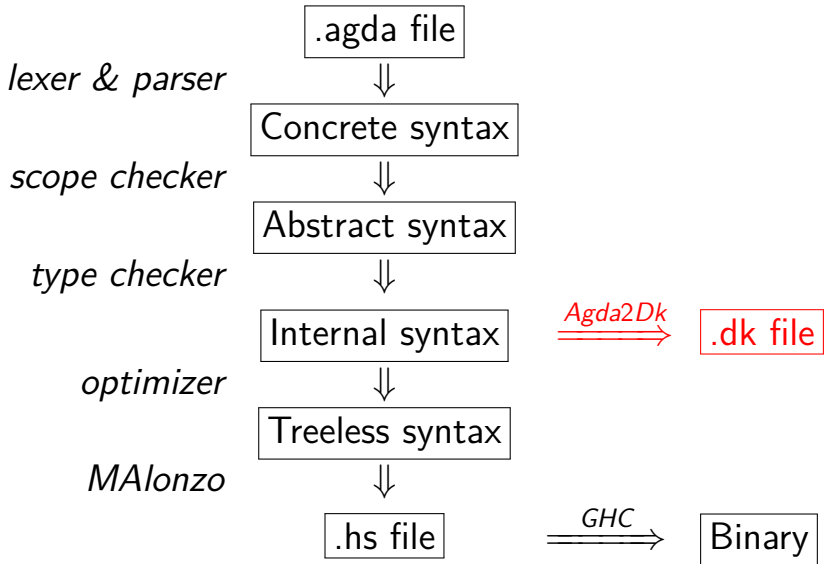 .agda file
lexer & parser
Concrete syntax
scope checker
Abstract syntax
type checker
Internal syntax
Agda2Dk
.dk file
optimizer
Treeless syntax
MAlonzo
.hs file
GHC
Binary